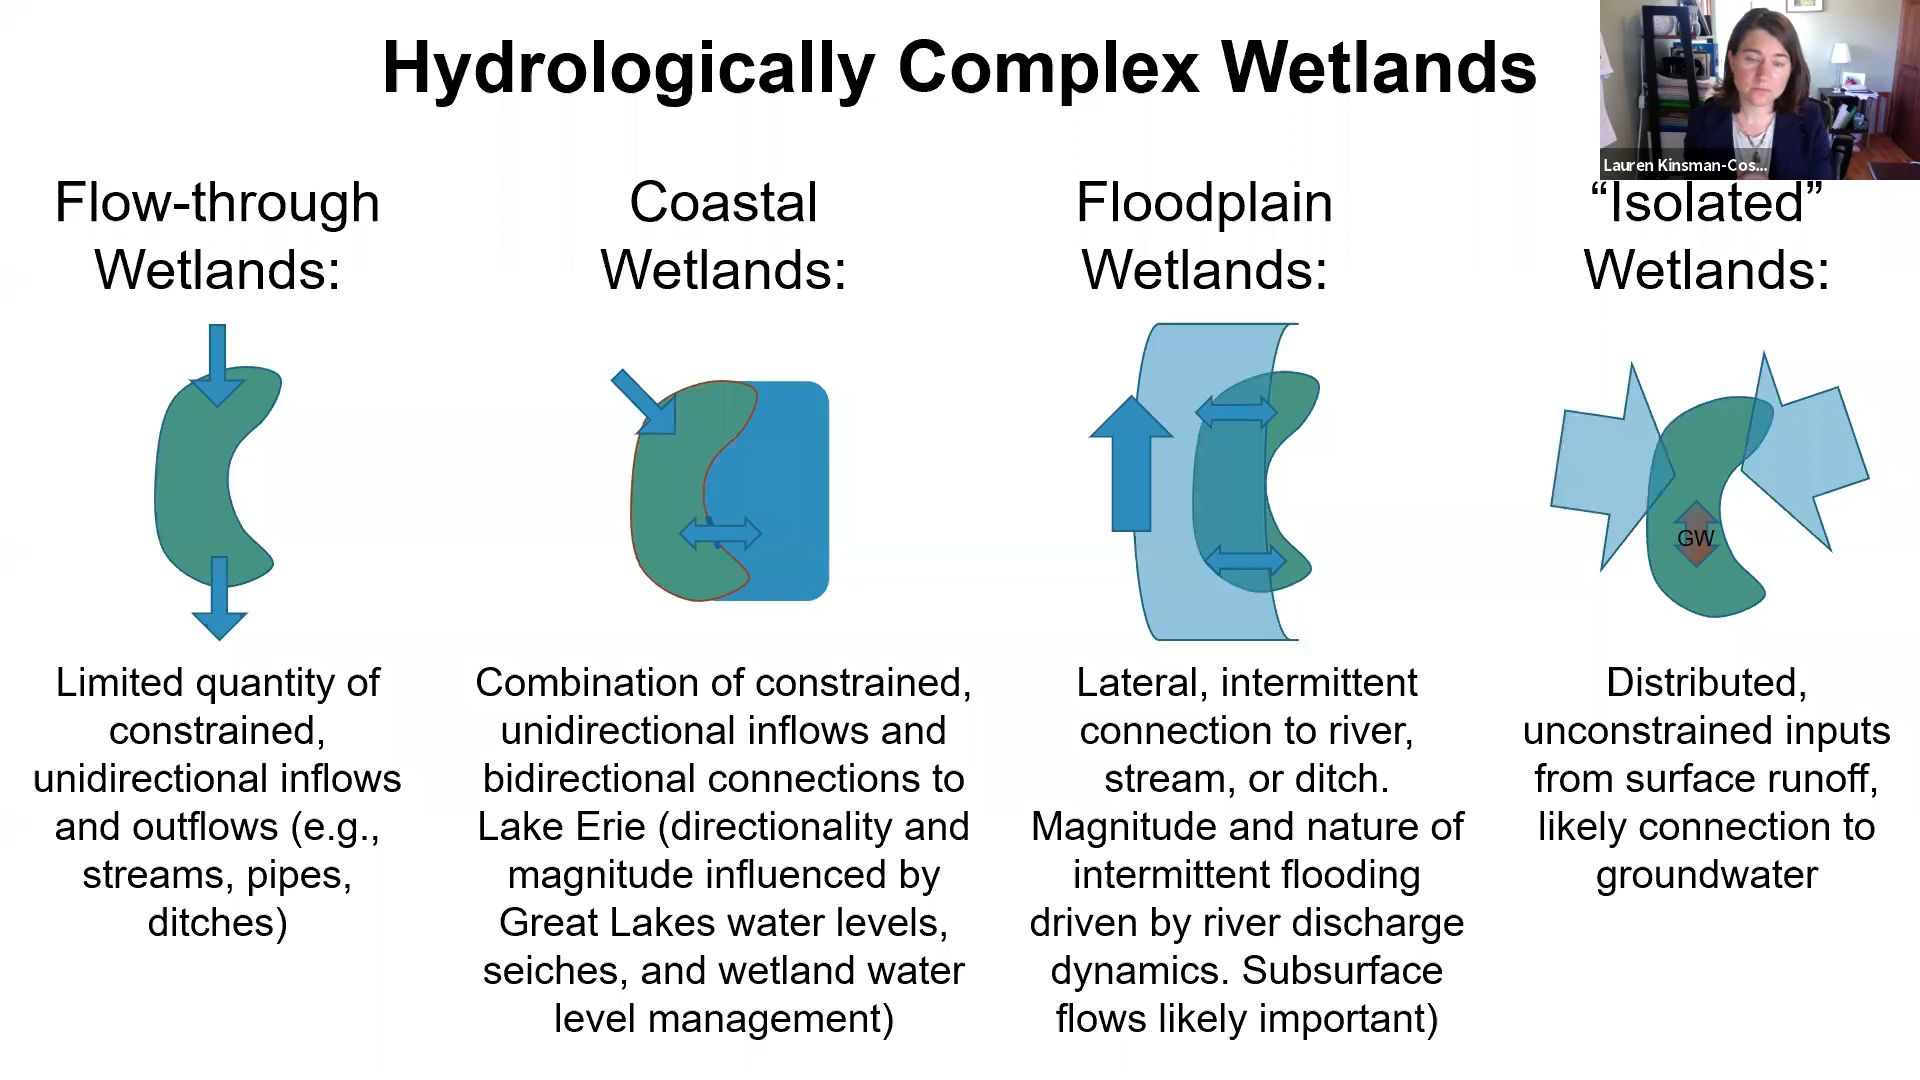 Hydrologically Complex Wetlands
Lauren Kinsman-Cos...
Flow-through
Wetlands:
Limited quantity of
constrained,
unidirectional inflows
and outflows (e.g.,
streams, pipes,
ditches)
Coastal
Wetlands:
Combination of constrained,
unidirectional inflows and
bidirectional connections to
Lake Erie (directionality and
magnitude influenced by
Great Lakes water levels,
seiches, and wetland water
level management)
Floodplain
Wetlands:
Lateral, intermittent
connection to river,
stream, or ditch.
Magnitude and nature of
intermittent flooding
driven by river discharge
dynamics. Subsurface
flows likely important)
“Isolated”
Wetlands:
GW
Distributed,
unconstrained inputs
from surface runoff,
likely connection to
groundwater